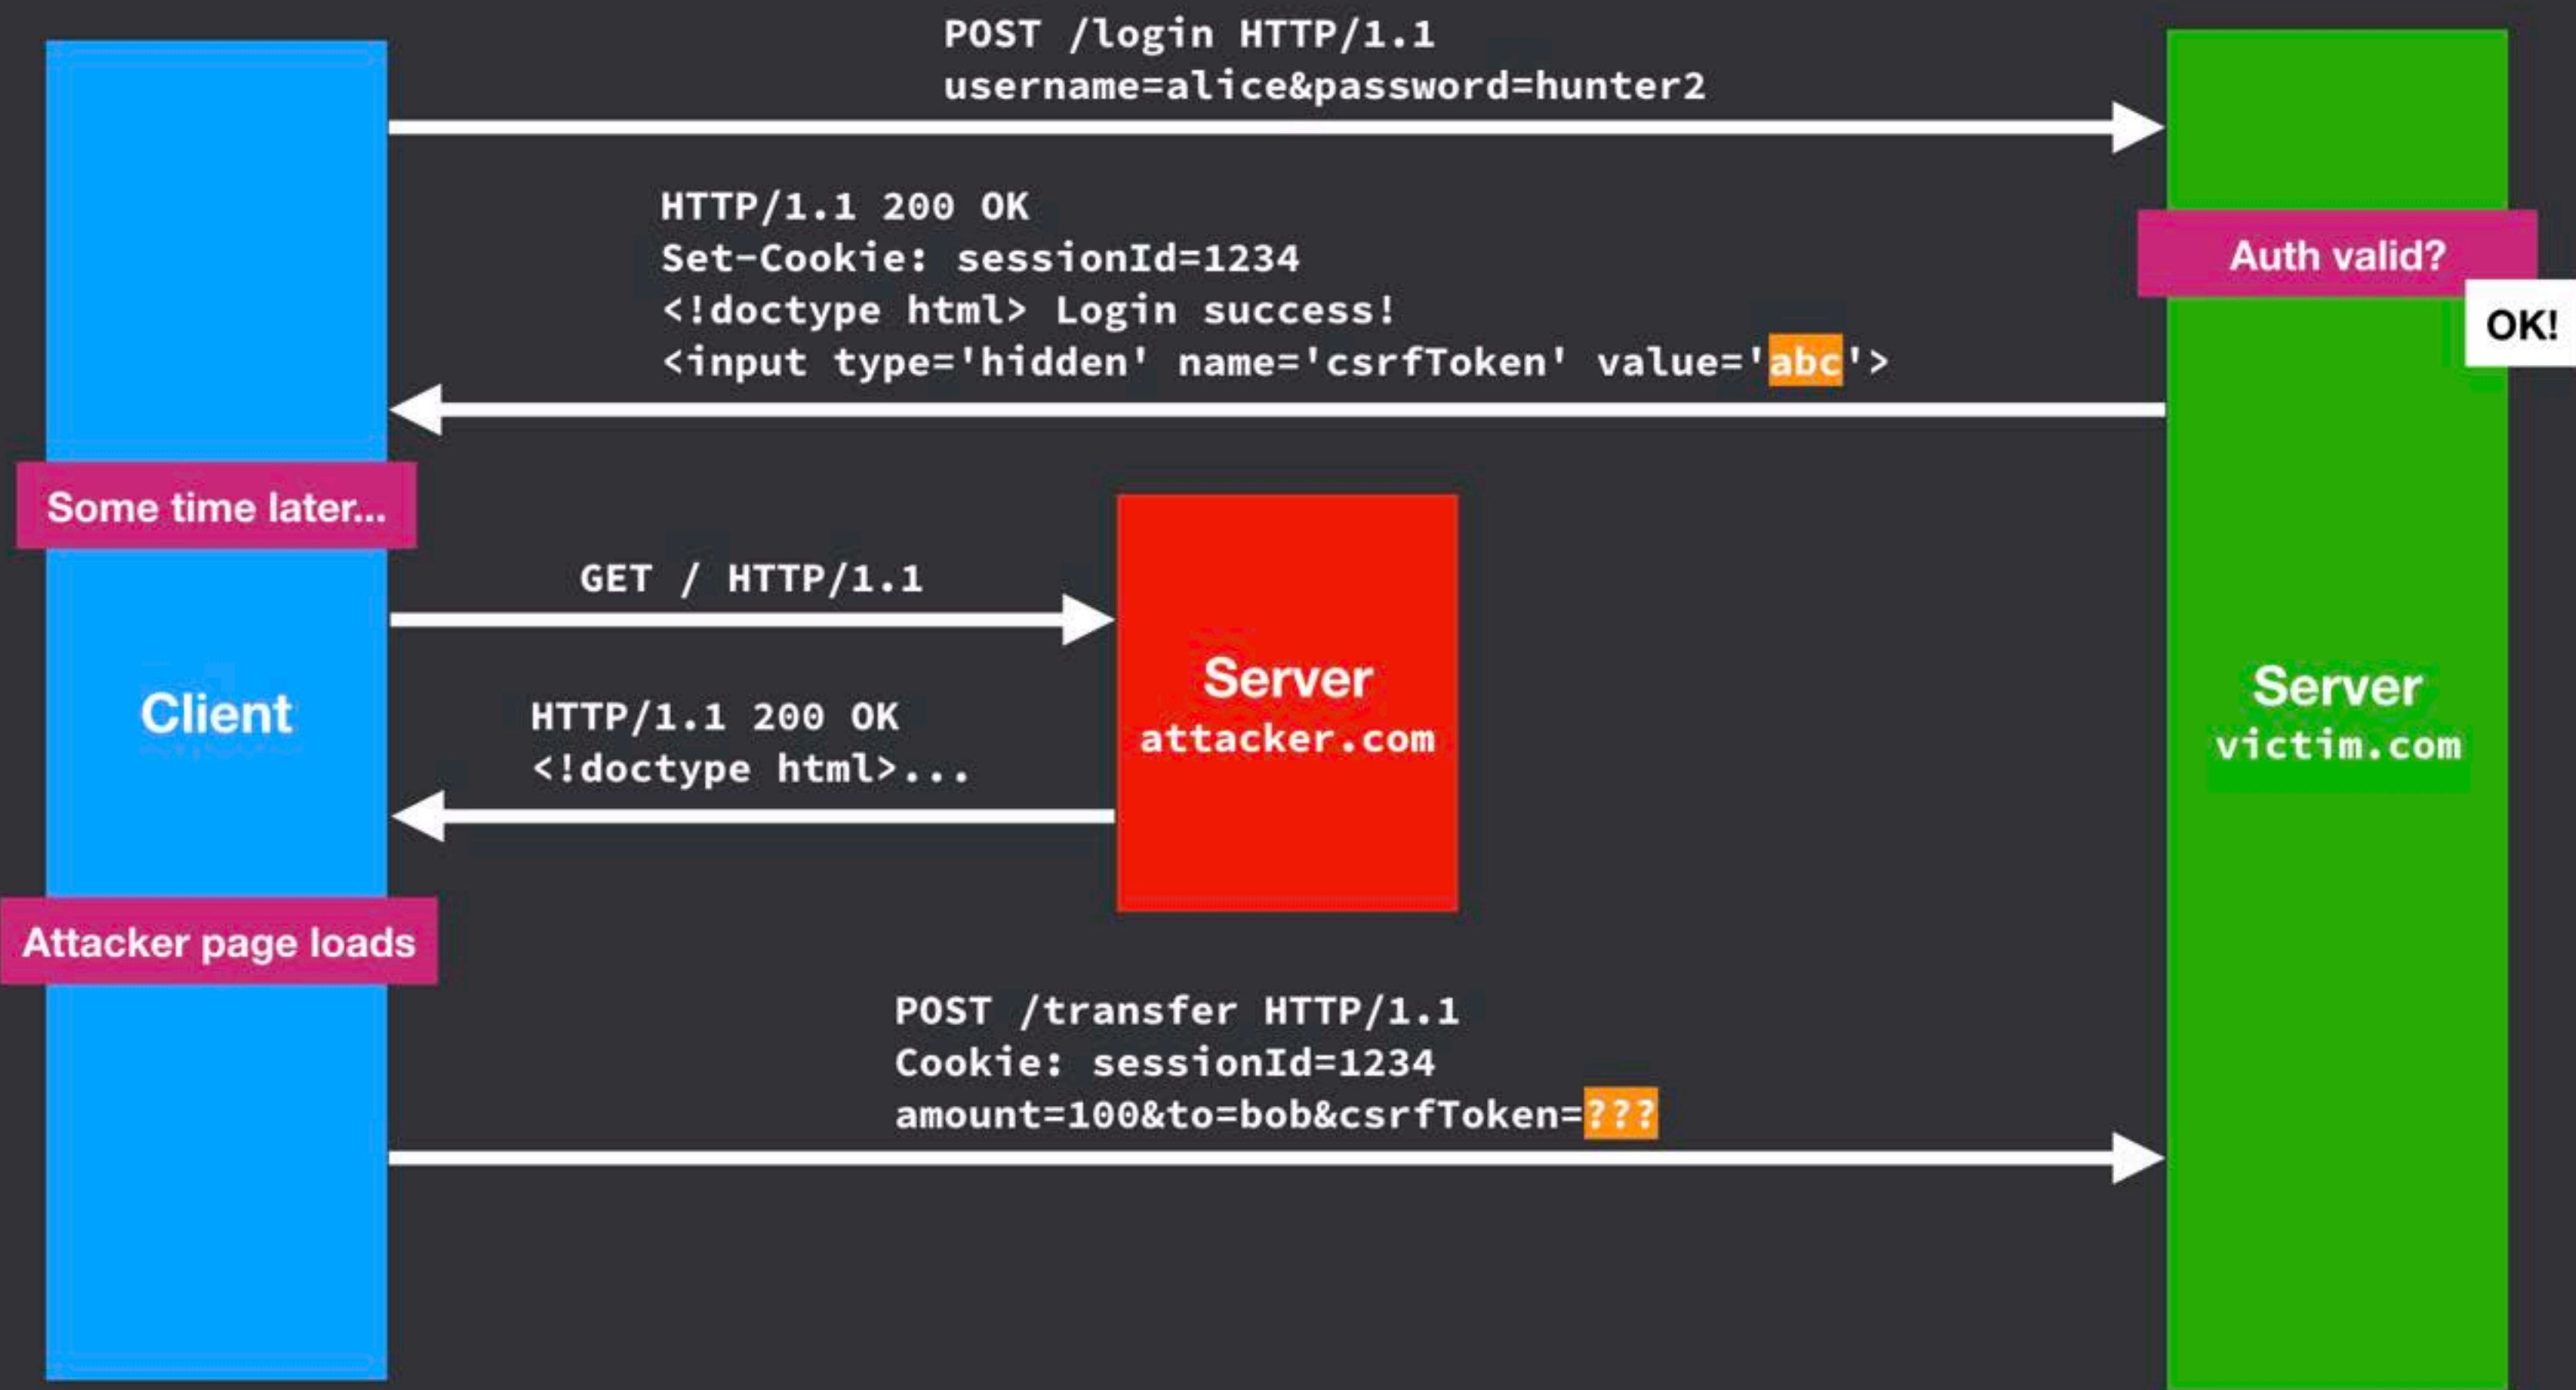 POST /login HTTP/1.1
username=alice&password=hunter2
HTTP/1.1 200 OK
Set-Cookie: sessionId=1234
<!doctype html> Login success!
<input type='hidden' name='csrfToken' value='abc'>
Auth valid?
OK!
Some time later...
GET / HTTP/1.1
Client
HTTP/1.1 200 OK
<!doctype html>...
Server
attacker.com
Server
victim.com
Attacker page loads
POST /transfer HTTP/1.1
Cookie: sessionId=1234
amount=100&to=bob&csrfToken=???